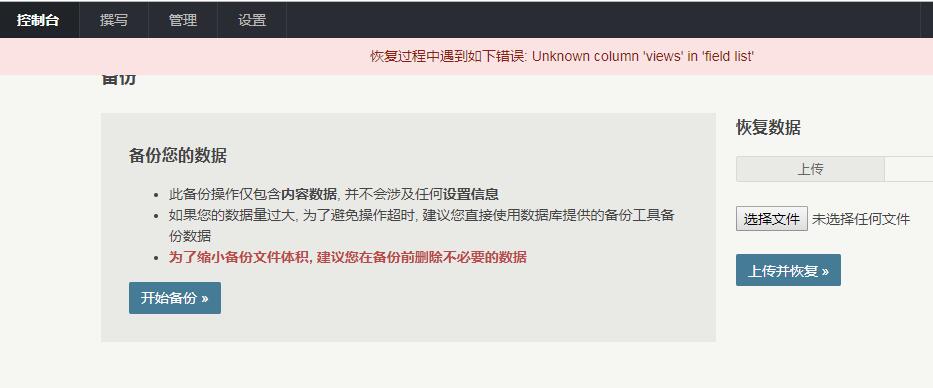 控制台 撰写 管理 设置
恢复过程中遇到如下错误: Unknown column 'views' in 'field list'
备份
备份您的数据
此备份操作仅包含内容数据, 并不会涉及任何设置信息
如果您的数据量过大, 为了避免操作超时, 建议您直接使用数据库提供的备份工具备
份数据
为了缩小备份文件体积, 建议您在备份前删除不必要的数据
开始备份 »
恢复数据
上传
选择文件 未选择任何文件
上传并恢复 »